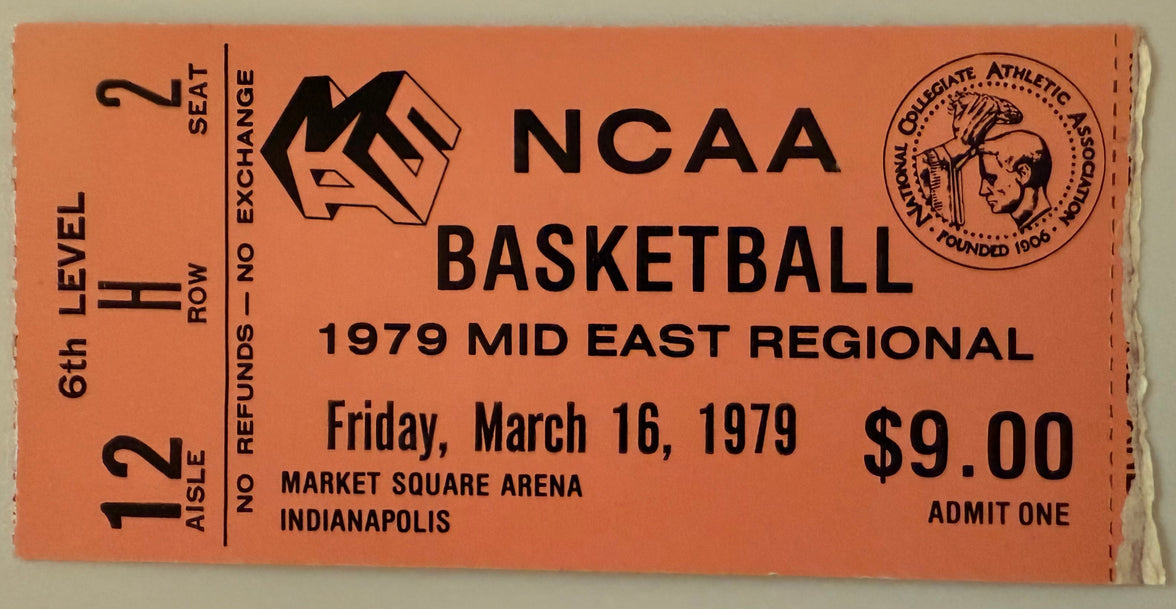 6th LEVEL
12 H 2
AISLE ROW SEAT
NO REFUNDS — NO EXCHANGE
MSA
NCAA
BASKETBALL
1979 MID EAST REGIONAL
Friday, March 16, 1979
$9.00
MARKET SQUARE ARENA
INDIANAPOLIS
ADMIT ONE
NATIONAL COLLEGIATE ATHLETIC ASSOCIATION
· FOUNDED 1906 ·